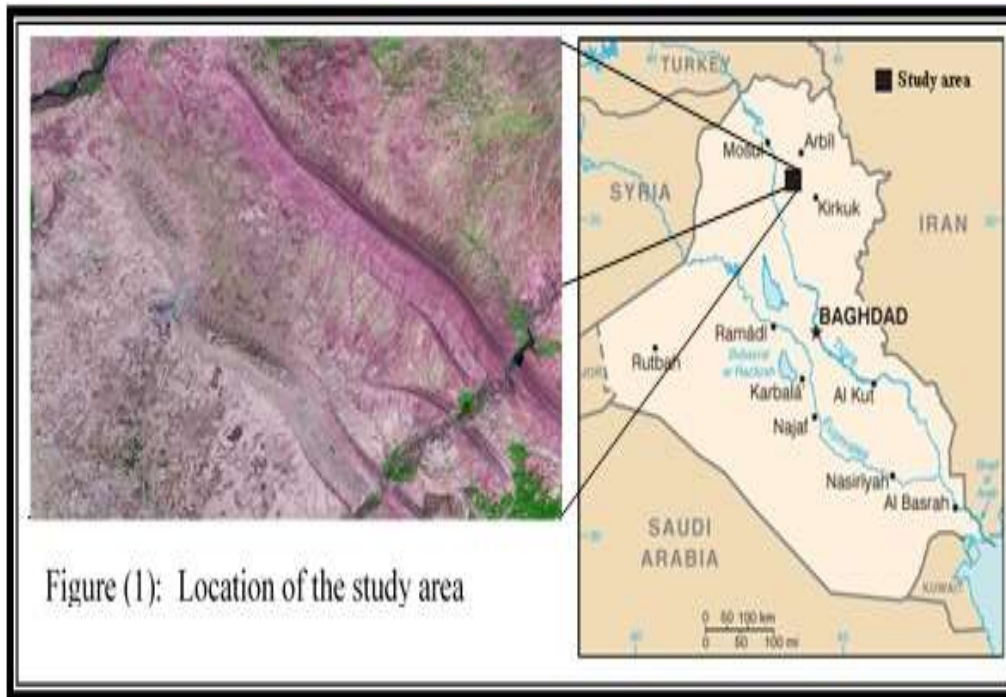 TURKEY
Study area
Mosul
Arbil
SYRIA
Kirkuk
IRAN
BAGHDAD
Ramādī
Rutbah
Karbala
Al Kut
Najaf
Nasiriyah
Al Basrah
SAUDI
ARABIA
KUWAIT
0 50 100 km
0 50 100 mi
Figure (1): Location of the study area